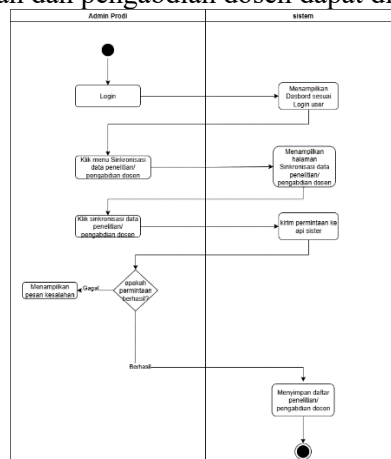 an dan pengabdian dosen dapat di
Admin Prodi
sistem
Login
Menampilkan
Dasbord sesuai
Login user
Klik menu Sinkronisasi
data penelitian/
pengabdian dosen
Menampilkan
halaman
Sinkronisasi data
penelitian/
pengabdian dosen
Klik sinkronisasi data
penelitian/
pengabdian dosen
kirim permintaan ke
api sister
apakah
permintaan
berhasil?
Gagal
Menampilkan
pesan kesalahan
Berhasil
Menyimpan daftar
penelitian/
pengabdian dosen